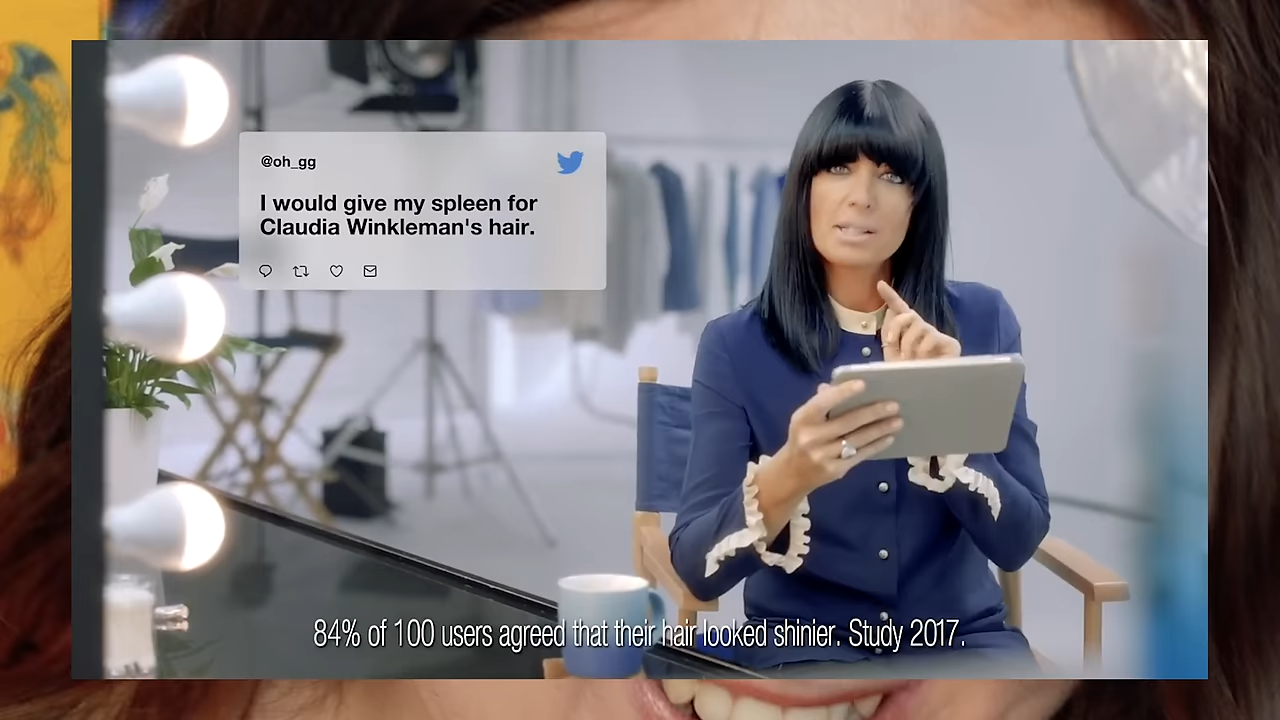 @oh_gg
I would give my spleen for
Claudia Winkleman's hair.
84% of 100 users agreed that their hair looked shinier. Study 2017.